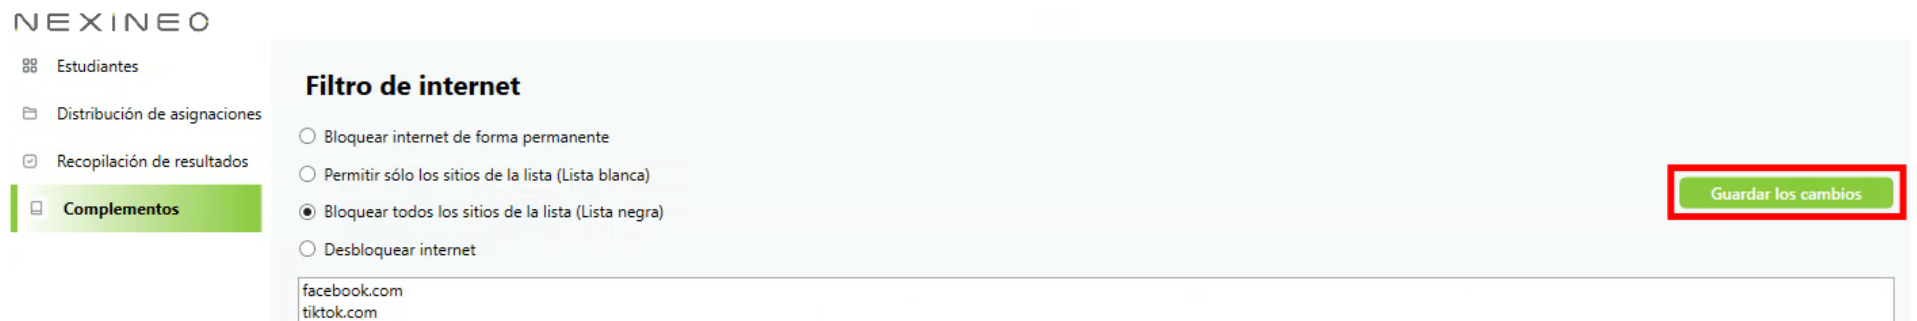 NEXINEO
Estudiantes
Distribución de asignaciones
Recopilación de resultados
Complementos
Filtro de internet
Bloquear internet de forma permanente
Permitir sólo los sitios de la lista (Lista blanca)
Bloquear todos los sitios de la lista (Lista negra)
Desbloquear internet
Guardar los cambios
facebook.com
tiktok.com